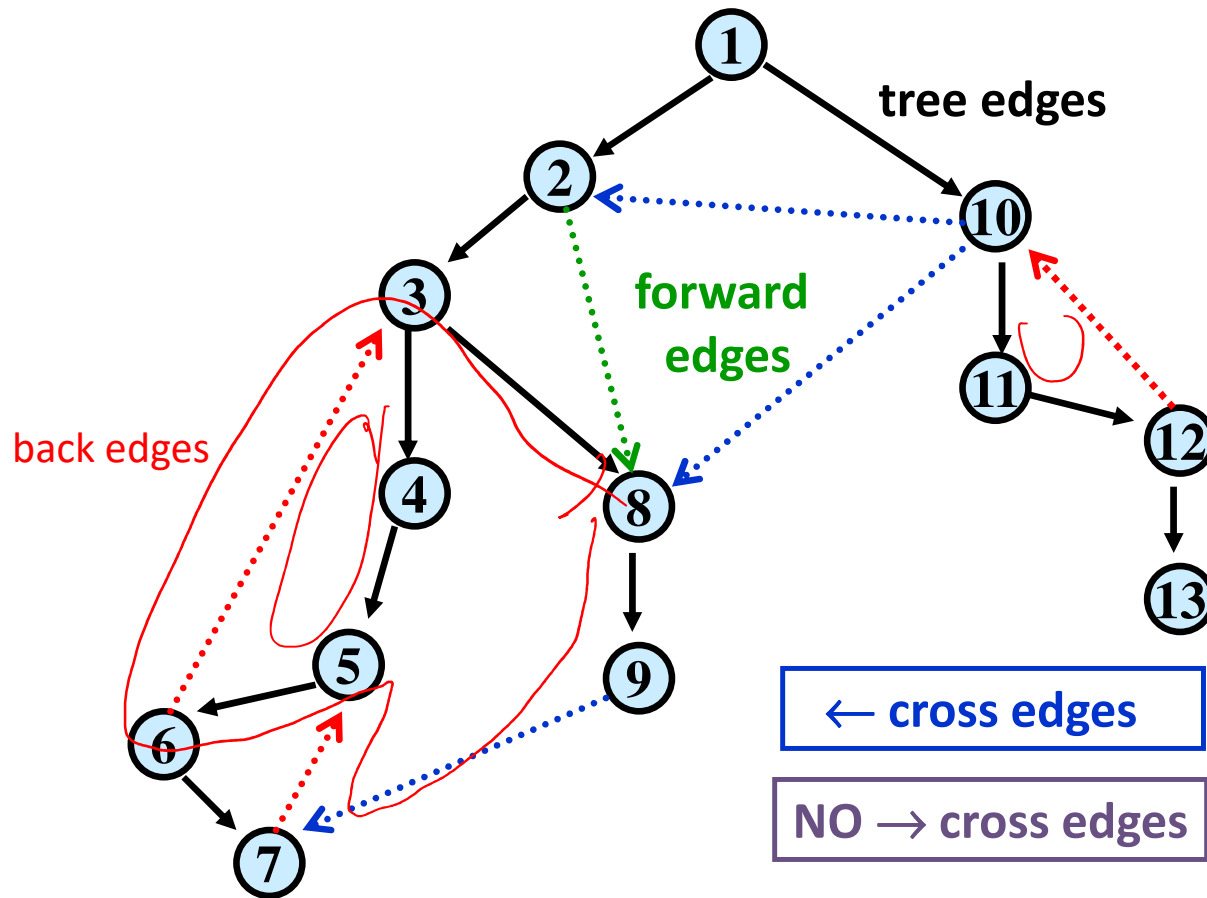 1
tree edges
2
10
3
forward
edges
11
back edges
12
4
8
13
5
9
← cross edges
6
NO → cross edges
7